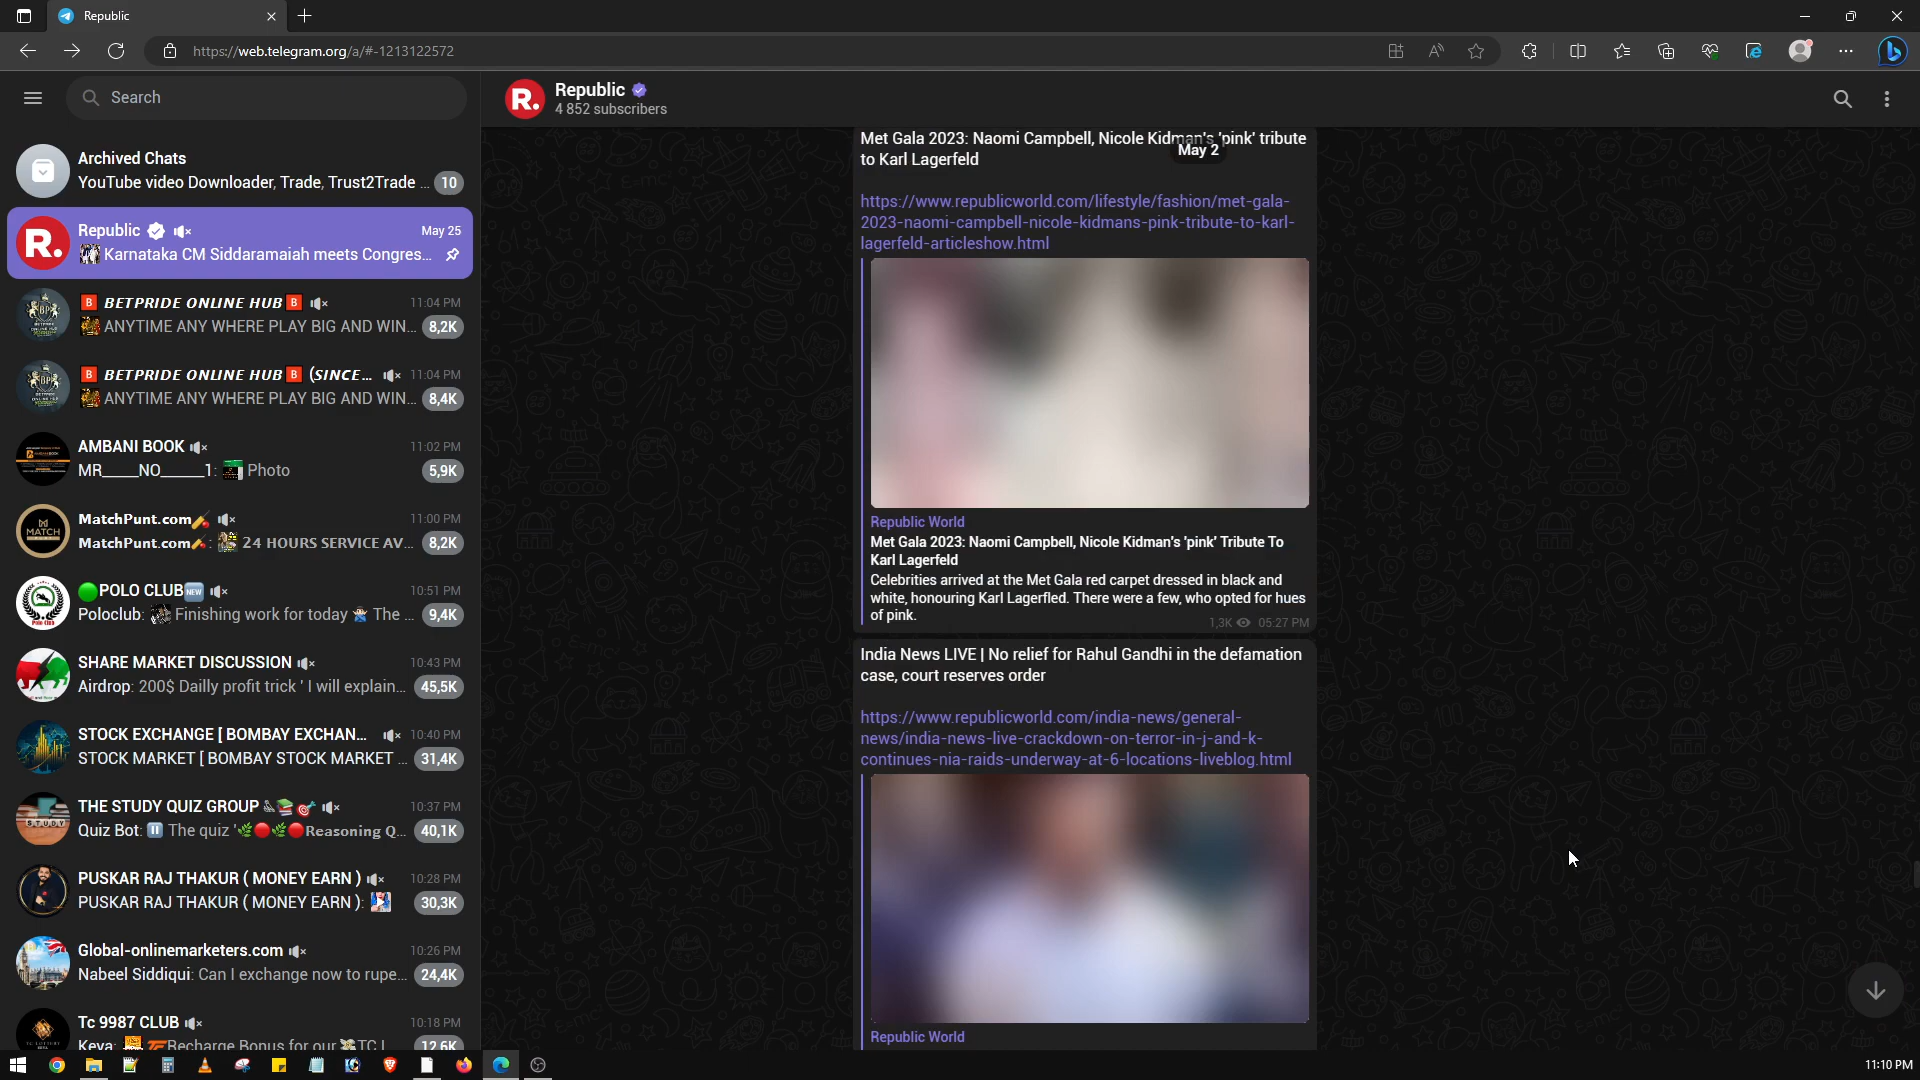 Republic
https://web.telegram.org/a/#-1213122572
Search
Archived Chats
YouTube video Downloader, Trade, Trust2Trade ... 10
Republic May 25
Karnataka CM Siddaramaiah meets Congres...
B BETPRIDE ONLINE HUB B 11:04 PM
ANYTIME ANY WHERE PLAY BIG AND WIN... 8,2K
B BETPRIDE ONLINE HUB B (SINCE... 11:04 PM
ANYTIME ANY WHERE PLAY BIG AND WIN... 8,4K
AMBANI BOOK 11:02 PM
MR_____NO_____1: Photo 5,9K
MatchPunt.com 11:00 PM
MatchPunt.com: 24 HOURS SERVICE AV... 8,2K
POLO CLUB NEW 10:51 PM
Poloclub: Finishing work for today The ... 9,4K
SHARE MARKET DISCUSSION 10:43 PM
Airdrop: 200$ Dailly profit trick ' I will explain... 45,5K
STOCK EXCHANGE [ BOMBAY EXCHAN... 10:40 PM
STOCK MARKET [ BOMBAY STOCK MARKET ... 31,4K
THE STUDY QUIZ GROUP 10:37 PM
Quiz Bot: The quiz 'Reasoning Q... 40,1K
PUSKAR RAJ THAKUR ( MONEY EARN ) 10:28 PM
PUSKAR RAJ THAKUR ( MONEY EARN ): 30,3K
Global-onlinemarketers.com 10:26 PM
Nabeel Siddiqui: Can I exchange now to rupe... 24,4K
Tc 9987 CLUB 10:18 PM
Keya: Recharge Bonus for our TC L 12,6K
R. Republic
4 852 subscribers
May 2
Met Gala 2023: Naomi Campbell, Nicole Kidman's 'pink' tribute
to Karl Lagerfeld
https://www.republicworld.com/lifestyle/fashion/met-gala-
2023-naomi-campbell-nicole-kidmans-pink-tribute-to-karl-
lagerfeld-articleshow.html
Republic World
Met Gala 2023: Naomi Campbell, Nicole Kidman's 'pink' Tribute To
Karl Lagerfeld
Celebrities arrived at the Met Gala red carpet dressed in black and
white, honouring Karl Lagerfled. There were a few, who opted for hues
of pink.
1,3K 05:27 PM
India News LIVE | No relief for Rahul Gandhi in the defamation
case, court reserves order
https://www.republicworld.com/india-news/general-
news/india-news-live-crackdown-on-terror-in-j-and-k-
continues-nia-raids-underway-at-6-locations-liveblog.html
Republic World
11:10 PM